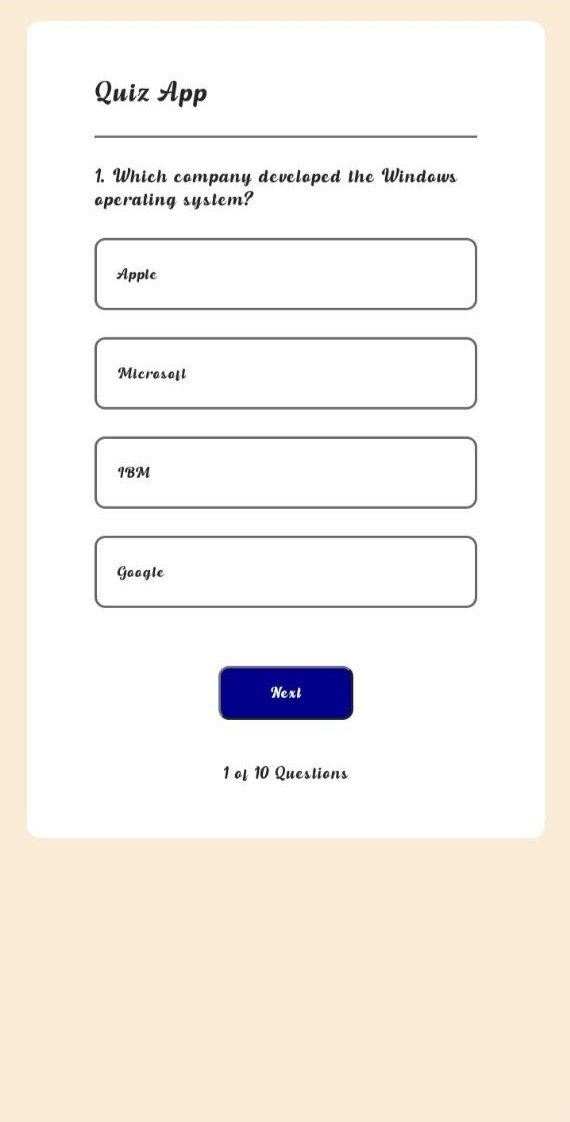 Quiz App
1. Which company developed the Windows
operating system?
Apple
Microsoft
IBM
Google
Next
1 of 10 Questions